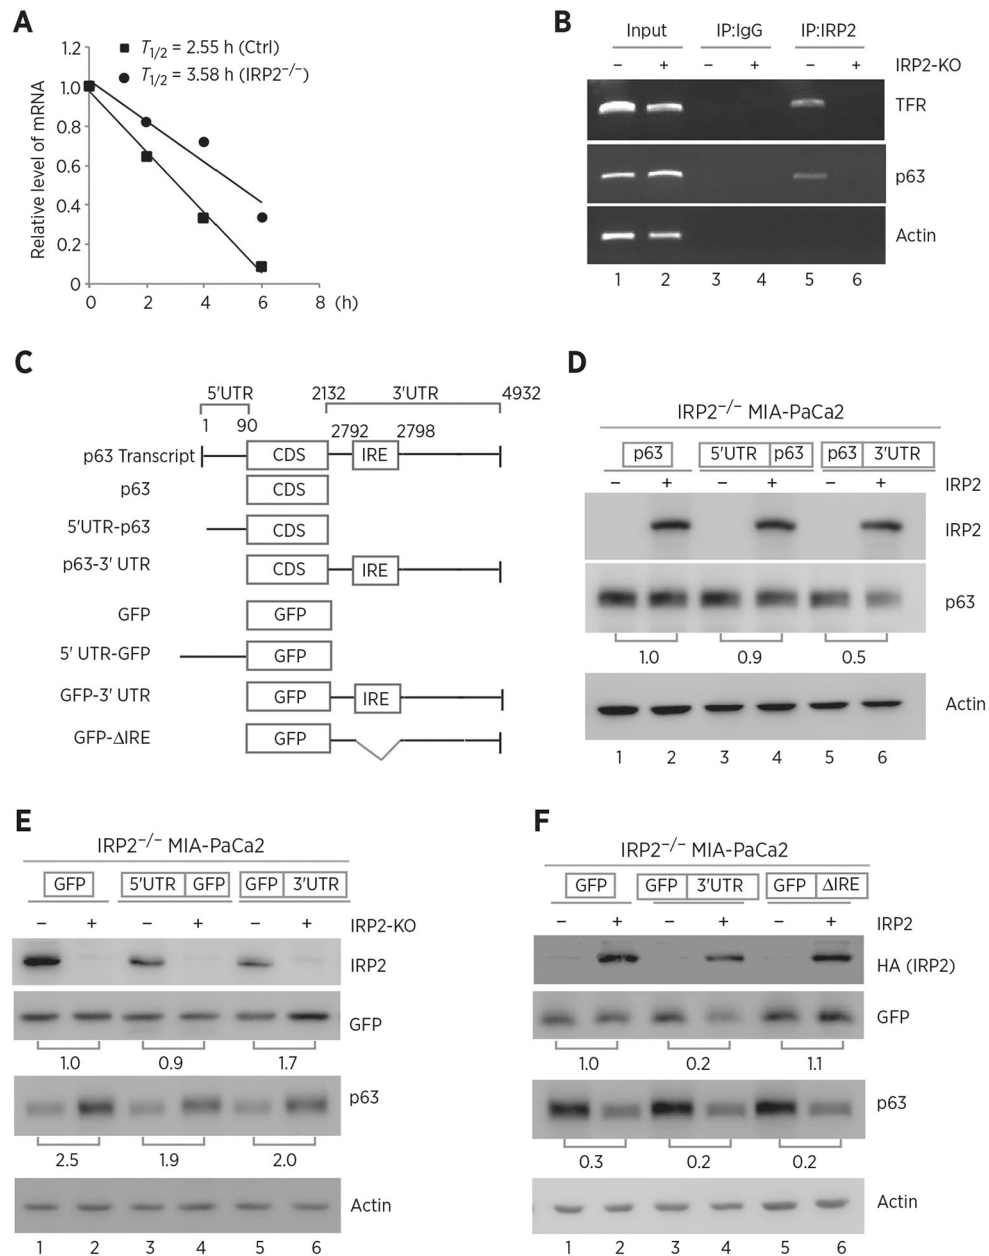 A
T1/2 = 2.55 h (Ctrl)
T1/2 = 3.58 h (IRP2−/−)
Relative level of mRNA
1.2
1.0
0.8
0.6
0.4
0.2
0
0 2 4 6 8 (h)
B
Input IP:IgG IP:IRP2
− + − + − + IRP2-KO
TFR
p63
Actin
1 2 3 4 5 6
C
5′UTR 2132 3′UTR 4932
1 90 2792 2798
p63 Transcript CDS IRE
p63 CDS
5′UTR-p63 CDS
p63-3′ UTR CDS IRE
GFP GFP
5′ UTR-GFP GFP
GFP-3′ UTR GFP IRE
GFP-ΔIRE GFP
D
IRP2−/− MIA-PaCa2
p63 5′UTR p63 p63 3′UTR
− + − + − + IRP2
IRP2
p63
1.0 0.9 0.5
Actin
1 2 3 4 5 6
E
IRP2−/− MIA-PaCa2
GFP 5′UTR GFP GFP 3′UTR
− + − + − + IRP2-KO
IRP2
GFP
1.0 0.9 1.7
p63
2.5 1.9 2.0
Actin
1 2 3 4 5 6
F
IRP2−/− MIA-PaCa2
GFP GFP 3′UTR GFP ΔIRE
− + − + − + IRP2
HA (IRP2)
GFP
1.0 0.2 1.1
p63
0.3 0.2 0.2
Actin
1 2 3 4 5 6